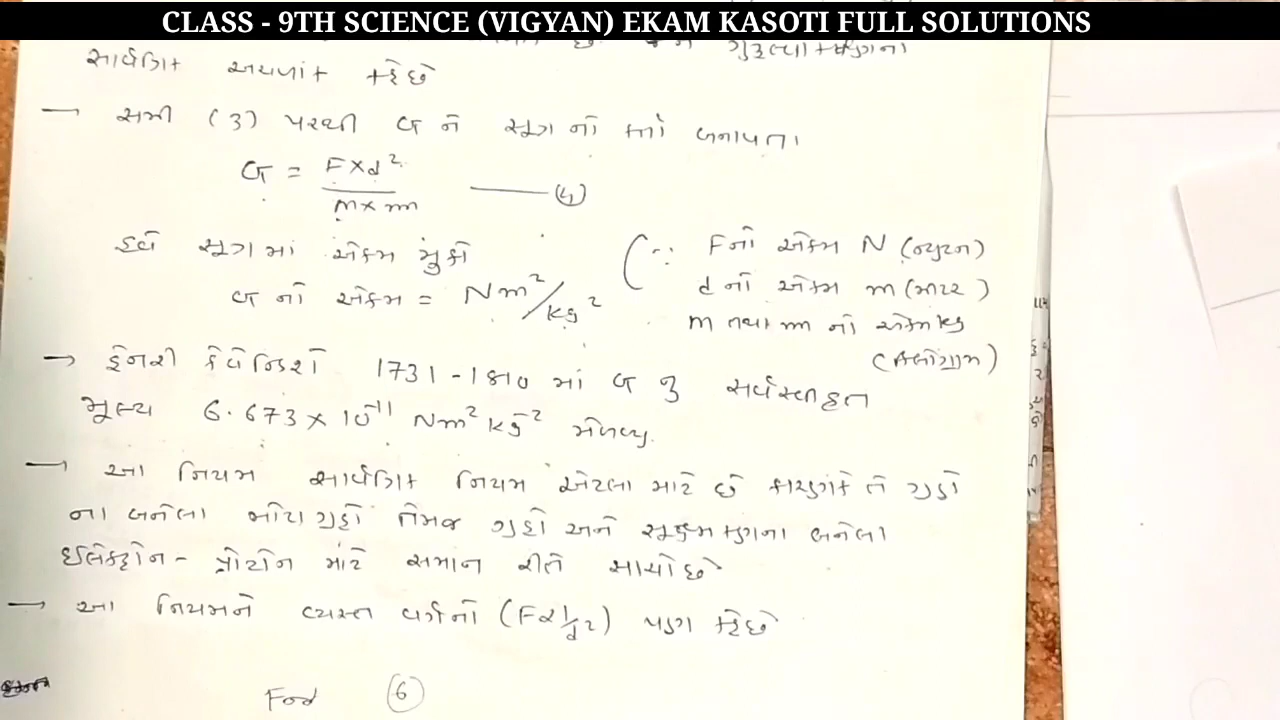 CLASS - 9TH SCIENCE (VIGYAN) EKAM KASOTI FULL SOLUTIONS
સાર્વત્રિક અચળાંક કહે છે
→ સમી (3) પરથી G ને સૂત્ર નો બનાવતા
G = F×d² / m×m —— (4)
હવે સૂત્ર માં એકમ મુકો
G નો એકમ = Nm²/kg²
(∵ F નો એકમ N (ન્યુટન)
d નો એકમ m (મીટર)
m તથા m નો એકમ kg
(કિલોગ્રામ)
→ હેનરી કેવેન્ડિશે 1731 - 1810 માં G નુ સર્વસ્વીકૃત
મૂલ્ય 6.673 × 10⁻¹¹ Nm² kg⁻² મેળવ્યુ.
→ આ નિયમ સાર્વત્રિક નિયમ એટલા માટે છે કારણકે તે ગ્રહો
ના બનેલા મોટા ગ્રહો તેમજ ગ્રહો અને સૂક્ષ્મ કણના બનેલા
ઇલેક્ટ્રોન - પ્રોટોન માટે સમાન રીતે સાચો છે
→ આ નિયમને વ્યસ્ત વર્ગનો (F∝1/d²) પણ કહે છે
6